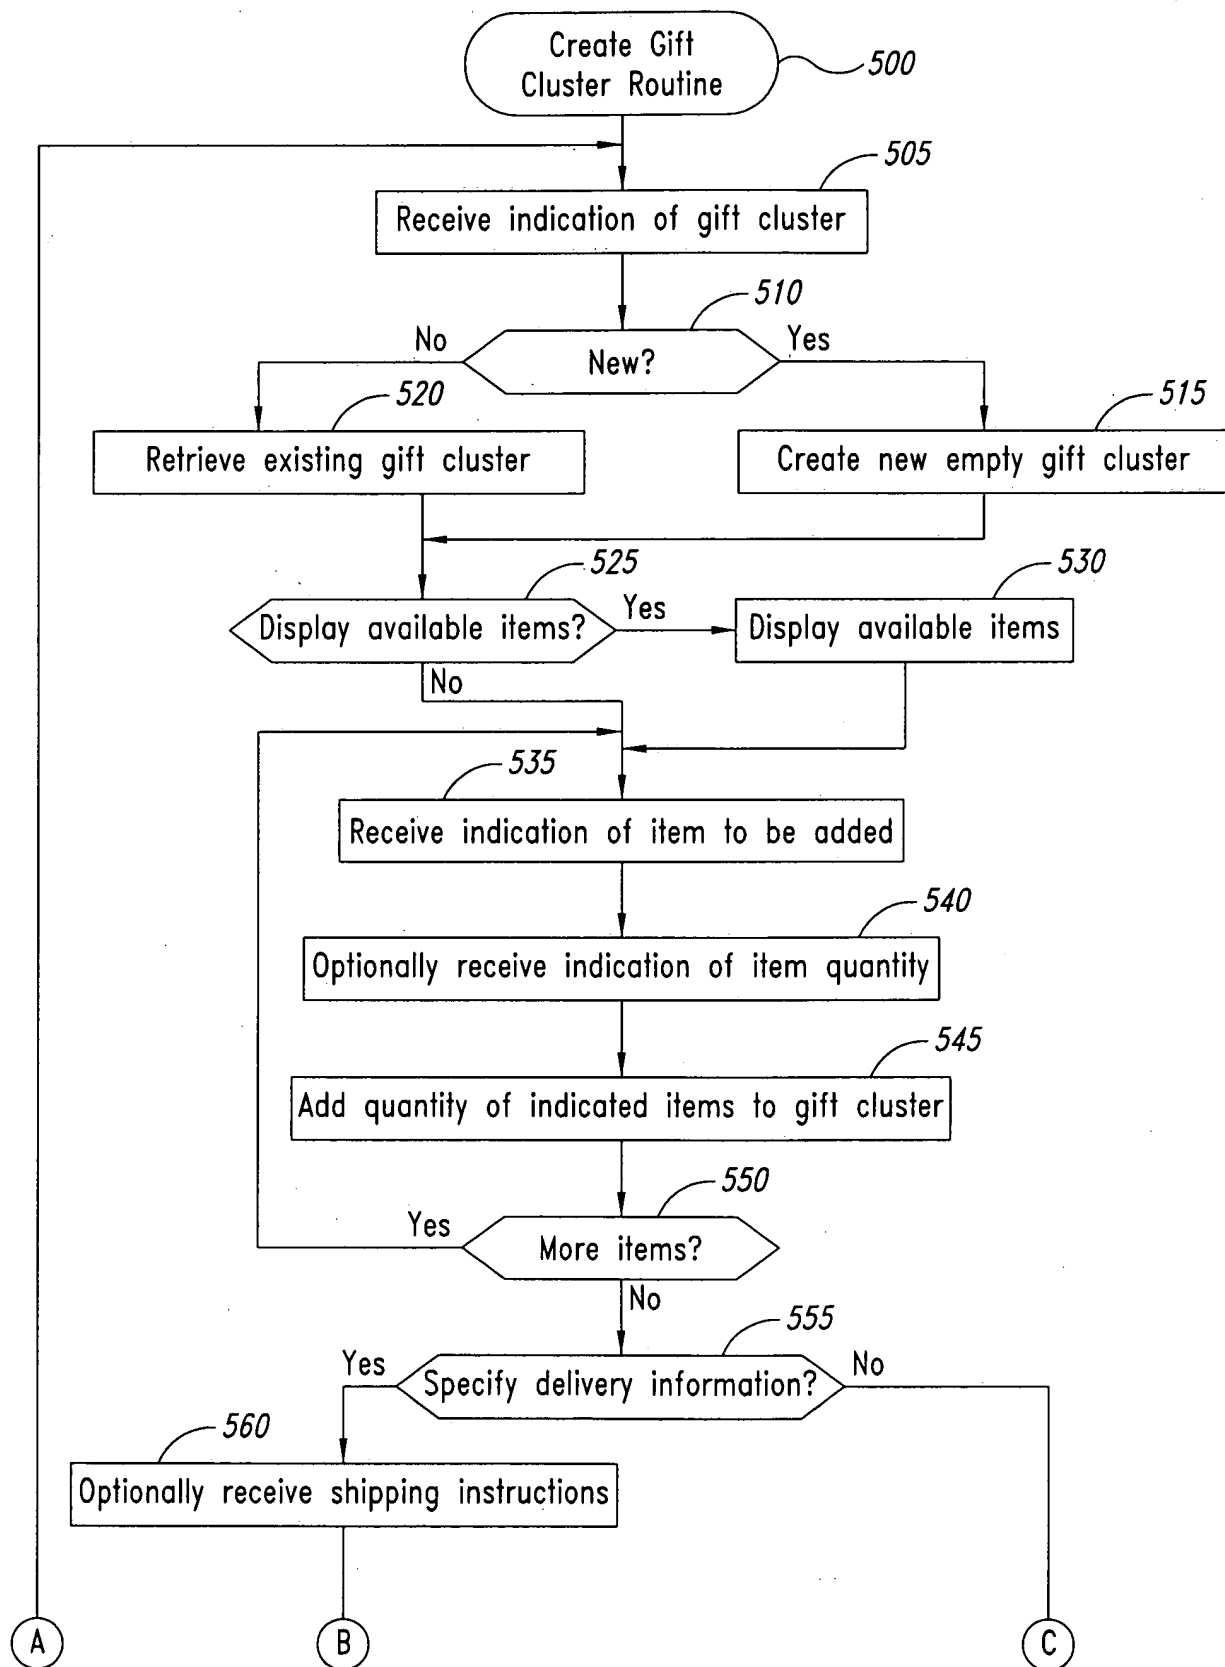 Create Gift
Cluster Routine
500
505
Receive indication of gift cluster
510
No
New?
Yes
520
515
Retrieve existing gift cluster
Create new empty gift cluster
525
530
Display available items?
Yes
Display available items
No
535
Receive indication of item to be added
540
Optionally receive indication of item quantity
545
Add quantity of indicated items to gift cluster
550
Yes
More items?
No
555
Yes
Specify delivery information?
No
560
Optionally receive shipping instructions
A
B
C